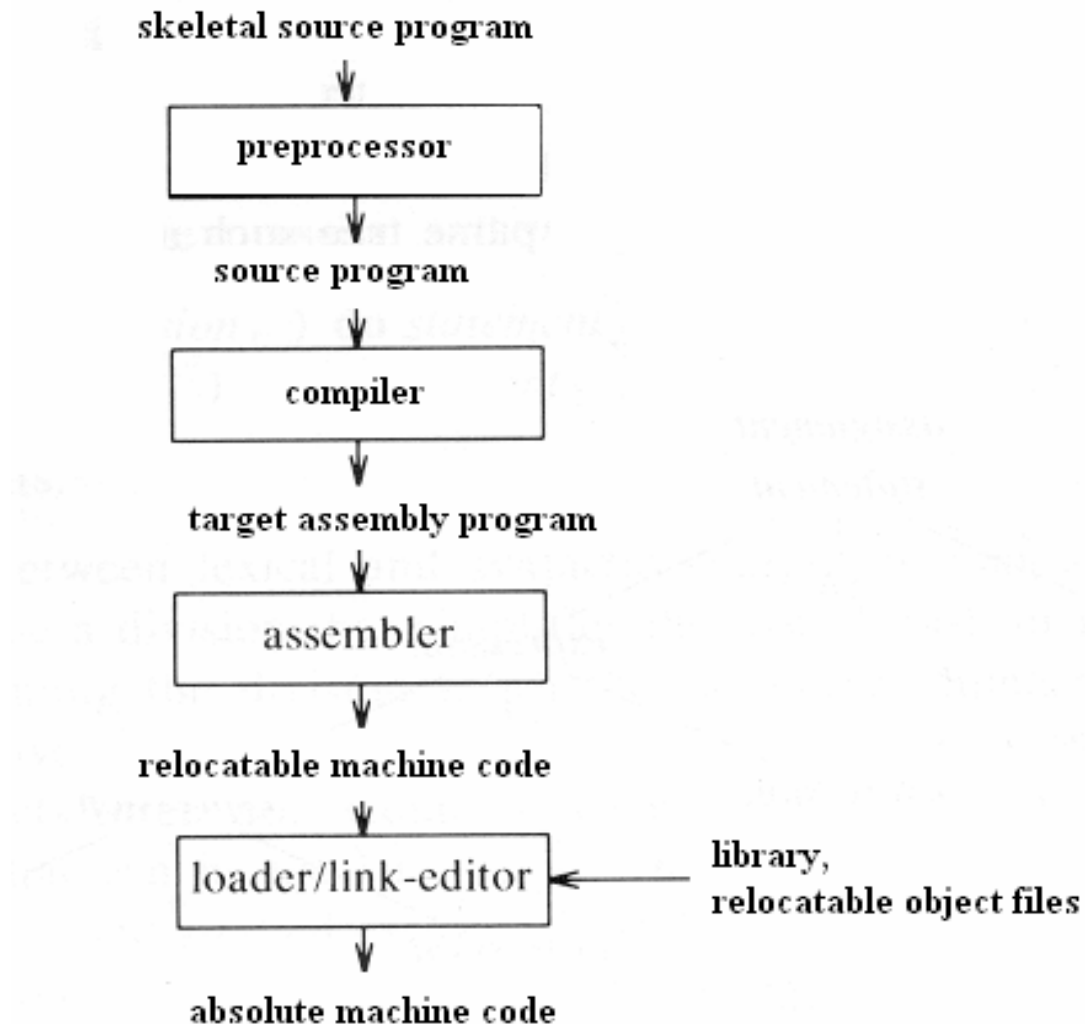 skeletal source program
preprocessor
source program
compiler
target assembly program
assembler
relocatable machine code
loader/link-editor
library,
relocatable object files
absolute machine code